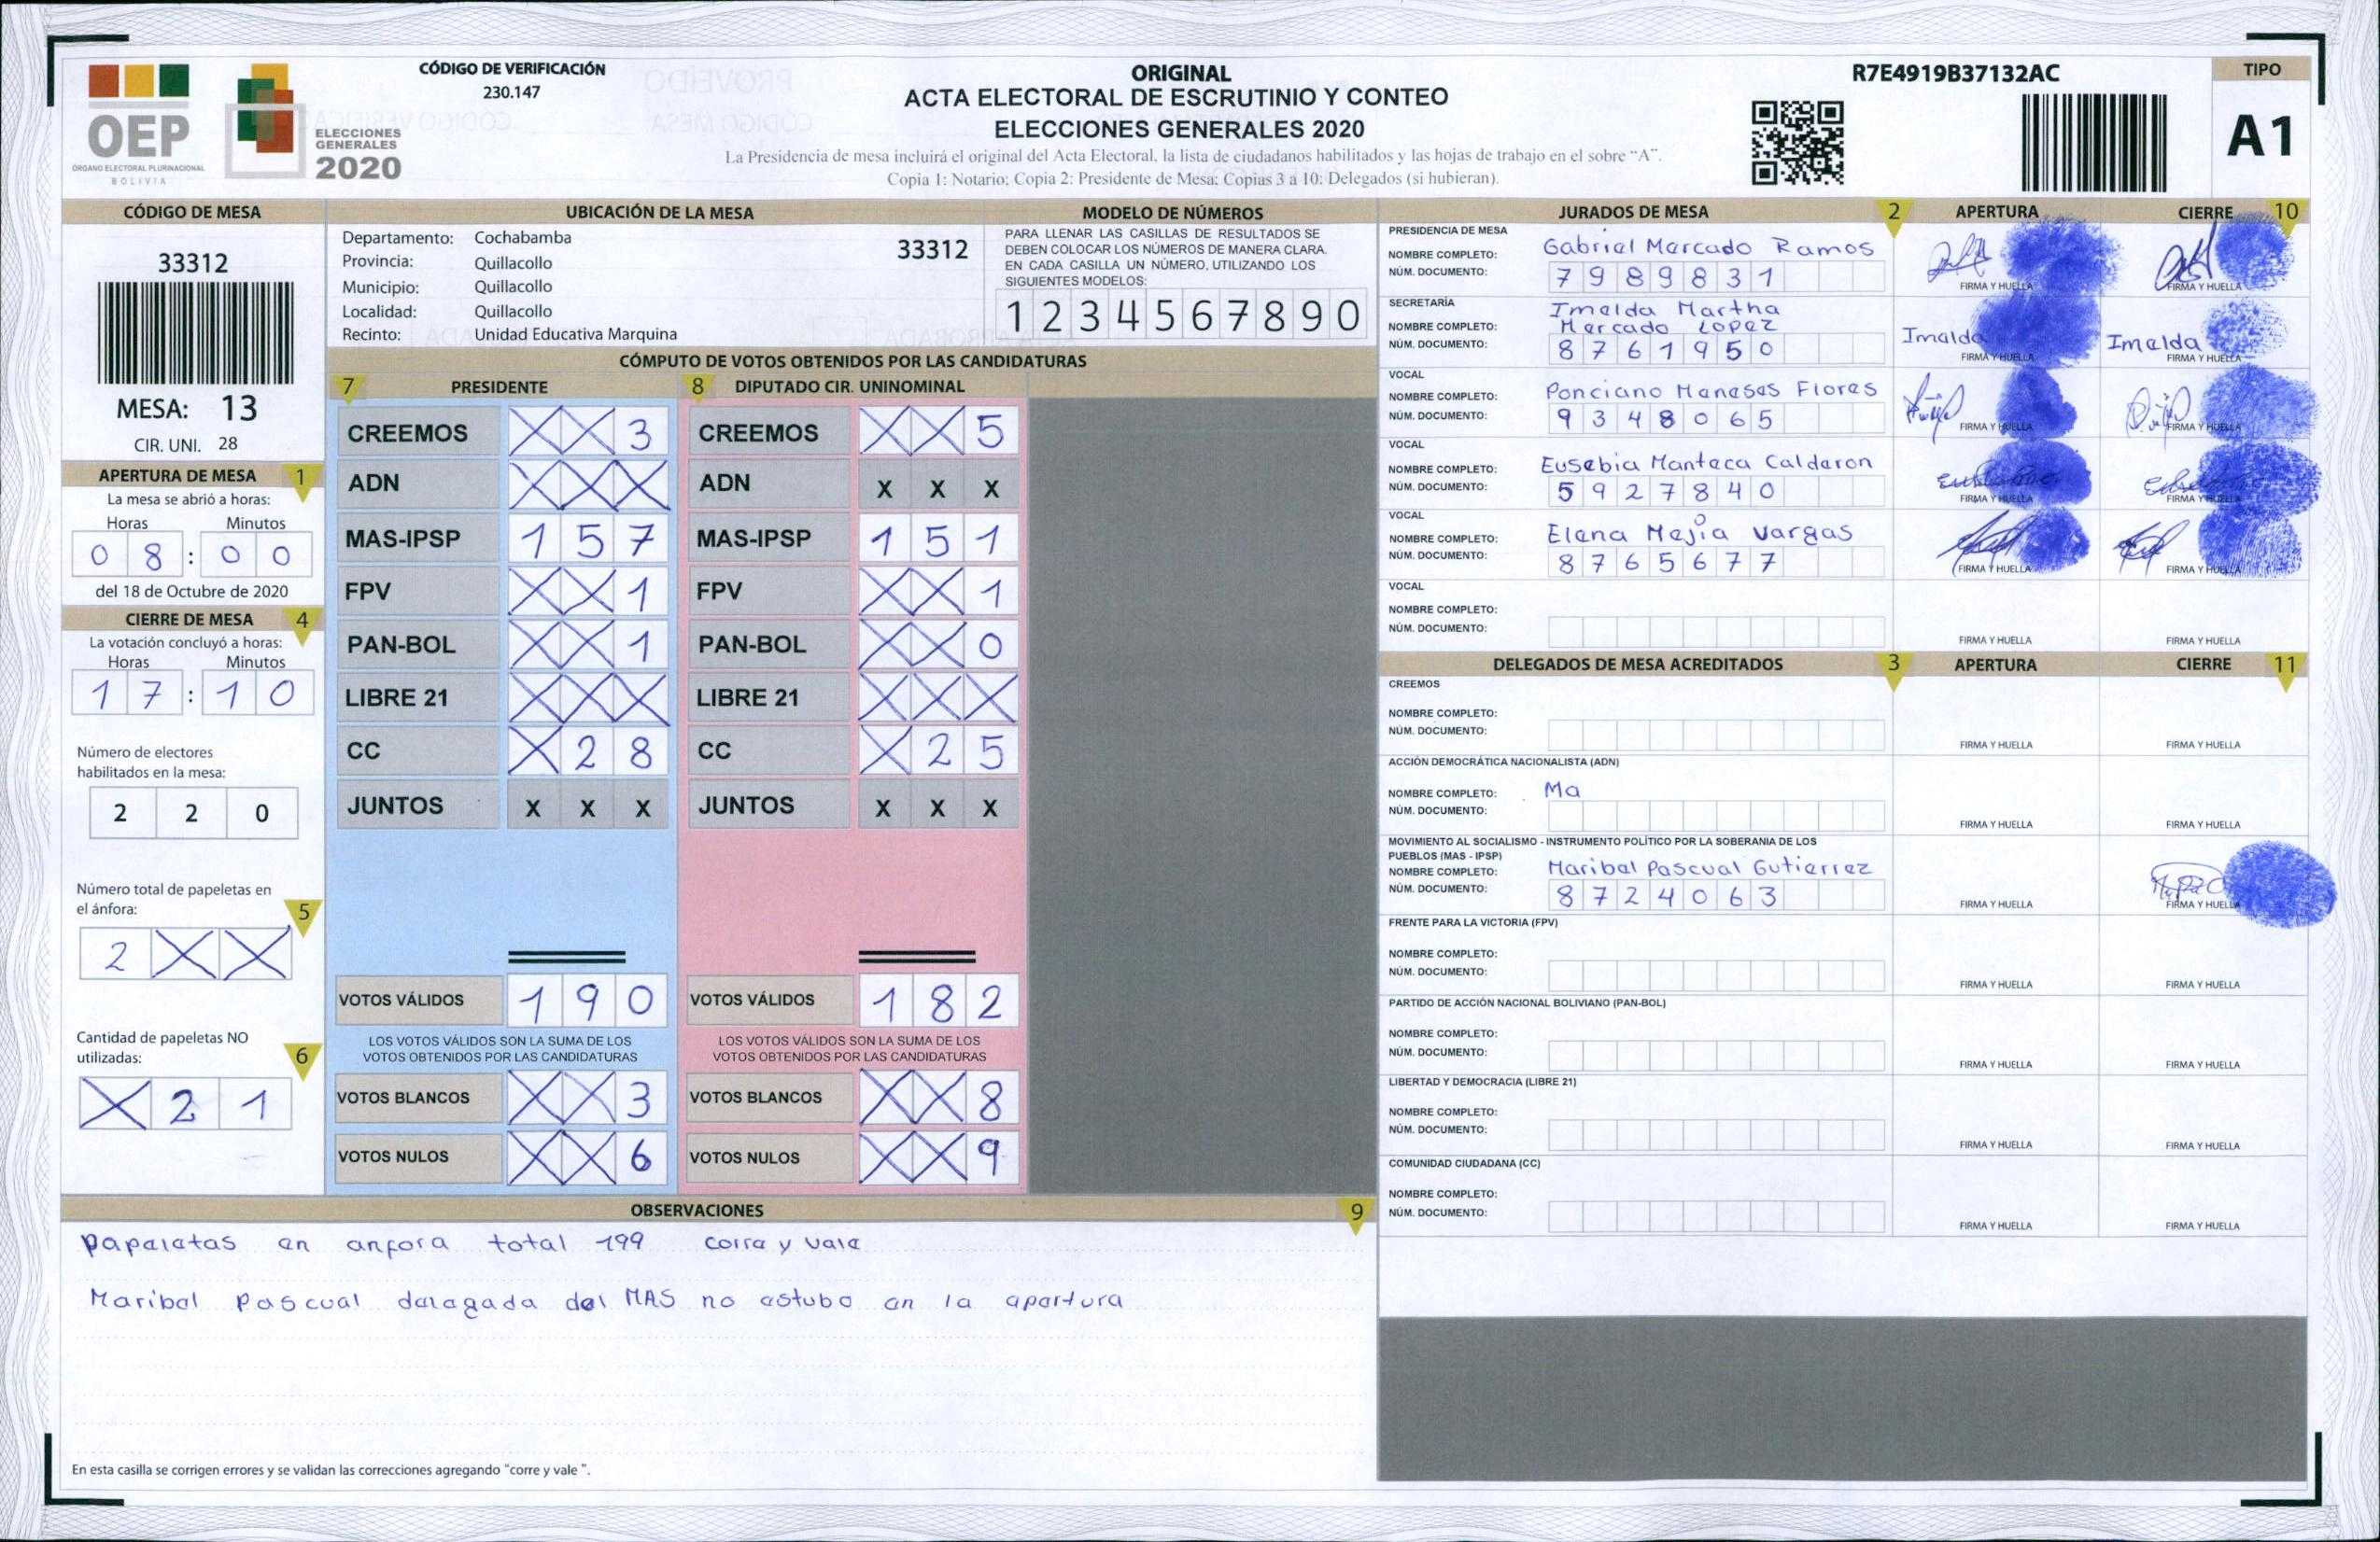 OEP
ORGANO ELECTORAL PLURINACIONAL
BOLIVIA
ELECCIONES
GENERALES
2020
CÓDIGO DE VERIFICACIÓN
230.147
ORIGINAL
ACTA ELECTORAL DE ESCRUTINIO Y CONTEO
ELECCIONES GENERALES 2020
La Presidencia de mesa incluirá el original del Acta Electoral, la lista de ciudadanos habilitados y las hojas de trabajo en el sobre "A".
Copia 1: Notario; Copia 2: Presidente de Mesa; Copias 3 a 10: Delegados (si hubieran).
R7E4919B37132AC
TIPO
A1
CÓDIGO DE MESA
33312
MESA: 13
CIR. UNI. 28
APERTURA DE MESA 1
La mesa se abrió a horas:
Horas Minutos
0 8 : 0 0
del 18 de Octubre de 2020
CIERRE DE MESA 4
La votación concluyó a horas:
Horas Minutos
1 7 : 1 0
Número de electores
habilitados en la mesa:
2 2 0
Número total de papeletas en
el ánfora: 5
2 X X
Cantidad de papeletas NO
utilizadas: 6
X 2 1
UBICACIÓN DE LA MESA
Departamento: Cochabamba 33312
Provincia: Quillacollo
Municipio: Quillacollo
Localidad: Quillacollo
Recinto: Unidad Educativa Marquina
MODELO DE NÚMEROS
PARA LLENAR LAS CASILLAS DE RESULTADOS SE
DEBEN COLOCAR LOS NÚMEROS DE MANERA CLARA.
EN CADA CASILLA UN NÚMERO, UTILIZANDO LOS
SIGUIENTES MODELOS:
1 2 3 4 5 6 7 8 9 0
CÓMPUTO DE VOTOS OBTENIDOS POR LAS CANDIDATURAS
7 PRESIDENTE 8 DIPUTADO CIR. UNINOMINAL
CREEMOS X X 3 CREEMOS X X 5
ADN X X X ADN X X X
MAS-IPSP 1 5 7 MAS-IPSP 1 5 1
FPV X X 1 FPV X X 1
PAN-BOL X X 1 PAN-BOL X X 0
LIBRE 21 X X X LIBRE 21 X X X
CC X 2 8 CC X 2 5
JUNTOS X X X JUNTOS X X X
VOTOS VÁLIDOS 1 9 0 VOTOS VÁLIDOS 1 8 2
LOS VOTOS VÁLIDOS SON LA SUMA DE LOS LOS VOTOS VÁLIDOS SON LA SUMA DE LOS
VOTOS OBTENIDOS POR LAS CANDIDATURAS VOTOS OBTENIDOS POR LAS CANDIDATURAS
VOTOS BLANCOS X X 3 VOTOS BLANCOS X X 8
VOTOS NULOS X X 6 VOTOS NULOS X X 9
OBSERVACIONES 9
papeletas en anfora total 199 corre y vale
Maribel Pascual delegada del MAS no estubo en la apertura
En esta casilla se corrigen errores y se validan las correcciones agregando "corre y vale ".
JURADOS DE MESA 2 APERTURA CIERRE 10
PRESIDENCIA DE MESA
NOMBRE COMPLETO: Gabriel Mercado Ramos
NÚM. DOCUMENTO: 7 9 8 9 8 3 1
FIRMA Y HUELLA FIRMA Y HUELLA
SECRETARÍA
Imelda Martha
NOMBRE COMPLETO: Mercado Lopez
NÚM. DOCUMENTO: 8 7 6 1 9 5 0
Imelda Imelda
FIRMA Y HUELLA FIRMA Y HUELLA
VOCAL
NOMBRE COMPLETO: Ponciano Meneses Flores
NÚM. DOCUMENTO: 9 3 4 8 0 6 5
FIRMA Y HUELLA FIRMA Y HUELLA
VOCAL
NOMBRE COMPLETO: Eusebia Manteca Calderon
NÚM. DOCUMENTO: 5 9 2 7 8 4 0
FIRMA Y HUELLA FIRMA Y HUELLA
VOCAL
NOMBRE COMPLETO: Elena Mejia Vargas
NÚM. DOCUMENTO: 8 7 6 5 6 7 7
FIRMA Y HUELLA FIRMA Y HUELLA
VOCAL
NOMBRE COMPLETO:
NÚM. DOCUMENTO:
FIRMA Y HUELLA FIRMA Y HUELLA
DELEGADOS DE MESA ACREDITADOS 3 APERTURA CIERRE 11
CREEMOS
NOMBRE COMPLETO:
NÚM. DOCUMENTO:
FIRMA Y HUELLA FIRMA Y HUELLA
ACCIÓN DEMOCRÁTICA NACIONALISTA (ADN)
NOMBRE COMPLETO: Ma
NÚM. DOCUMENTO:
FIRMA Y HUELLA FIRMA Y HUELLA
MOVIMIENTO AL SOCIALISMO - INSTRUMENTO POLÍTICO POR LA SOBERANIA DE LOS
PUEBLOS (MAS - IPSP)
NOMBRE COMPLETO: Maribel Pascual Gutierrez
NÚM. DOCUMENTO: 8 7 2 4 0 6 3
FIRMA Y HUELLA FIRMA Y HUELLA
FRENTE PARA LA VICTORIA (FPV)
NOMBRE COMPLETO:
NÚM. DOCUMENTO:
FIRMA Y HUELLA FIRMA Y HUELLA
PARTIDO DE ACCIÓN NACIONAL BOLIVIANO (PAN-BOL)
NOMBRE COMPLETO:
NÚM. DOCUMENTO:
FIRMA Y HUELLA FIRMA Y HUELLA
LIBERTAD Y DEMOCRACIA (LIBRE 21)
NOMBRE COMPLETO:
NÚM. DOCUMENTO:
FIRMA Y HUELLA FIRMA Y HUELLA
COMUNIDAD CIUDADANA (CC)
NOMBRE COMPLETO:
NÚM. DOCUMENTO:
FIRMA Y HUELLA FIRMA Y HUELLA